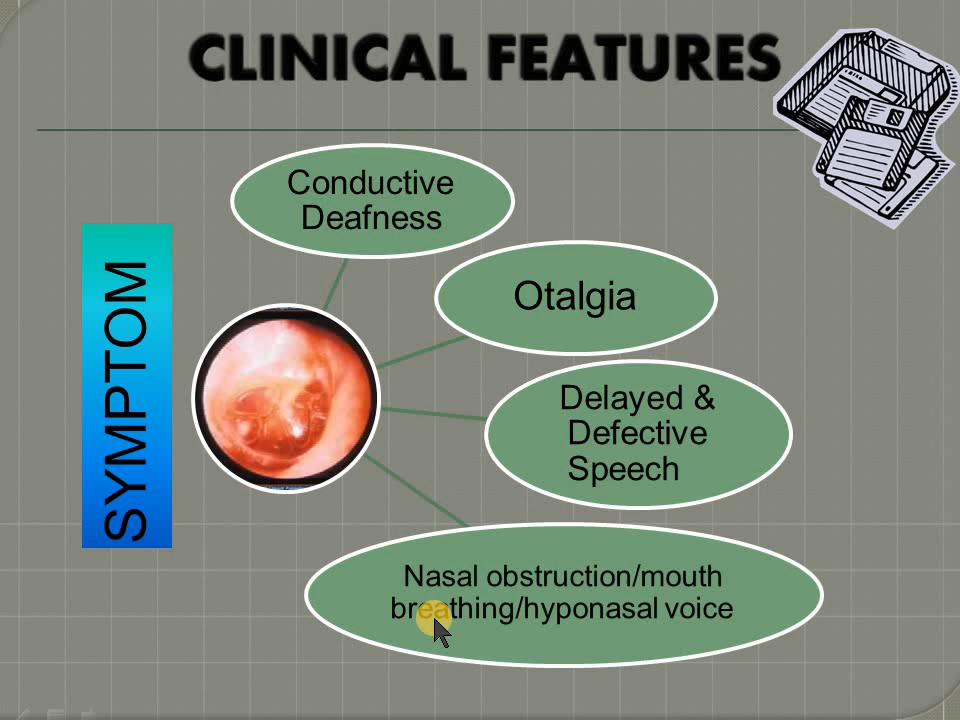 CLINICAL FEATURES
SYMPTOM
Conductive
Deafness
Otalgia
Delayed &
Defective
Speech
Nasal obstruction/mouth
breathing/hyponasal voice